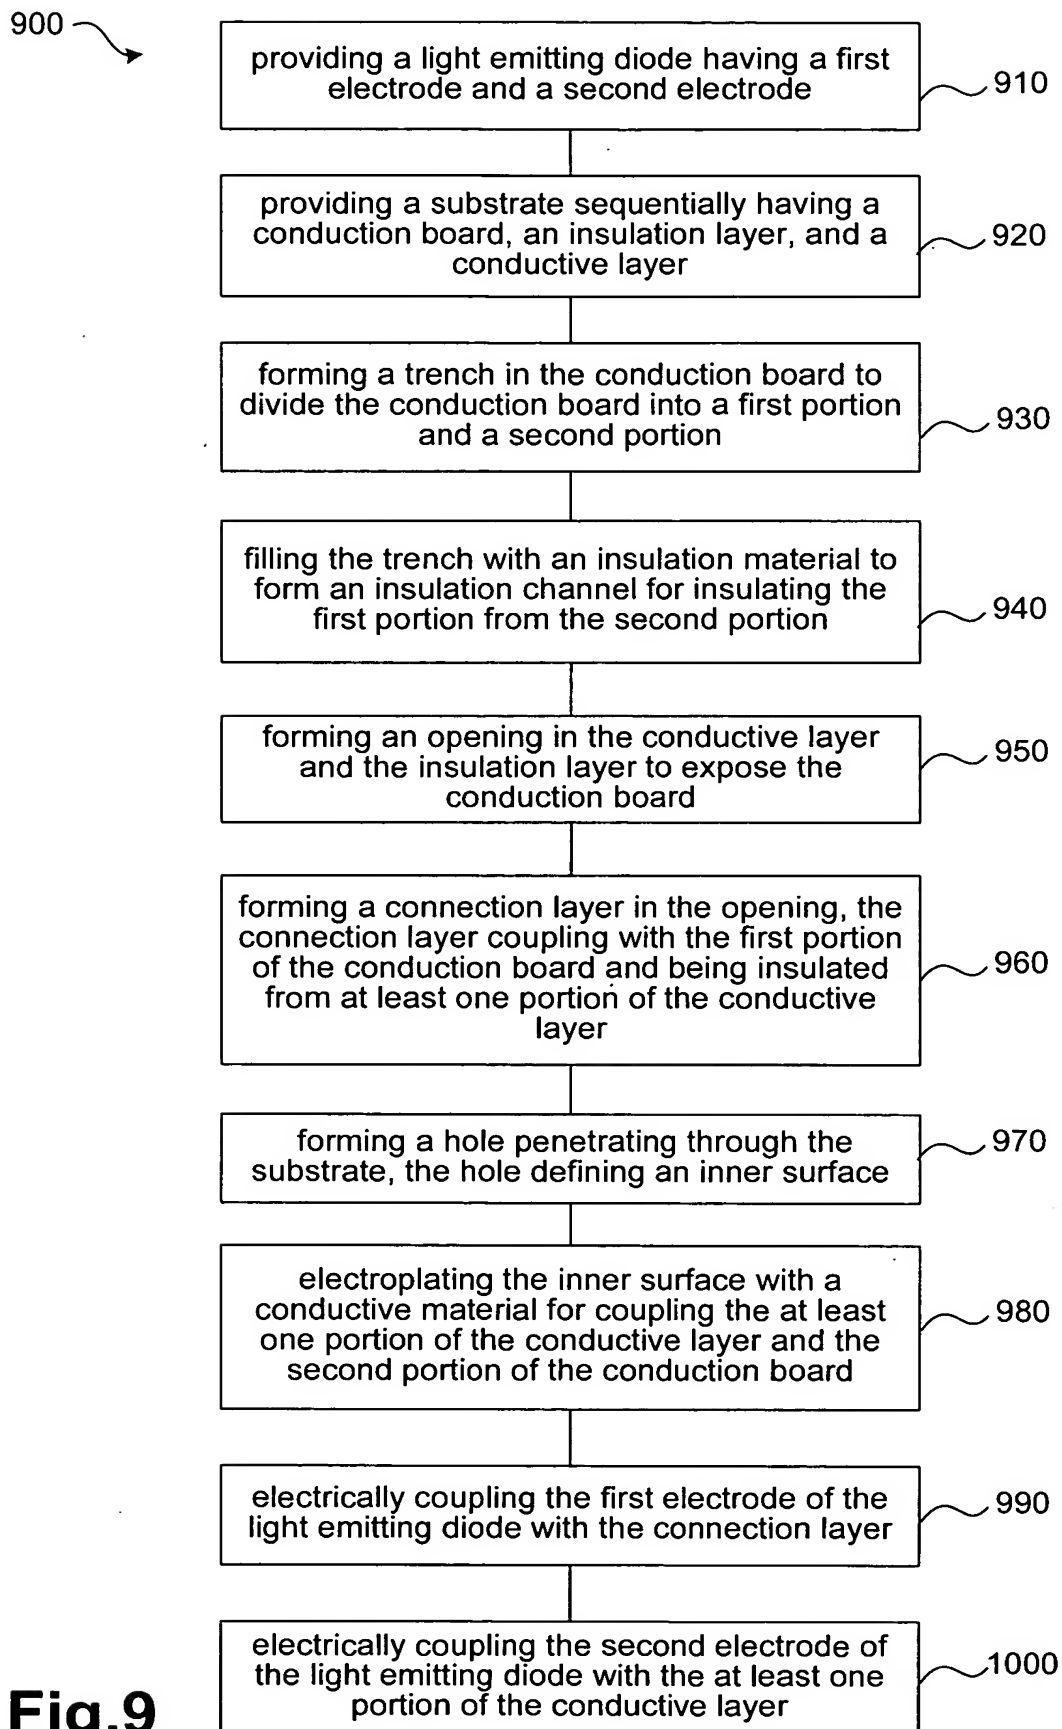 900
providing a light emitting diode having a first
electrode and a second electrode
910
providing a substrate sequentially having a
conduction board, an insulation layer, and a
conductive layer
920
forming a trench in the conduction board to
divide the conduction board into a first portion
and a second portion
930
filling the trench with an insulation material to
form an insulation channel for insulating the
first portion from the second portion
940
forming an opening in the conductive layer
and the insulation layer to expose the
conduction board
950
forming a connection layer in the opening, the
connection layer coupling with the first portion
of the conduction board and being insulated
from at least one portion of the conductive
layer
960
forming a hole penetrating through the
substrate, the hole defining an inner surface
970
electroplating the inner surface with a
conductive material for coupling the at least
one portion of the conductive layer and the
second portion of the conduction board
980
electrically coupling the first electrode of the
light emitting diode with the connection layer
990
electrically coupling the second electrode of
the light emitting diode with the at least one
portion of the conductive layer
1000
Fig.9